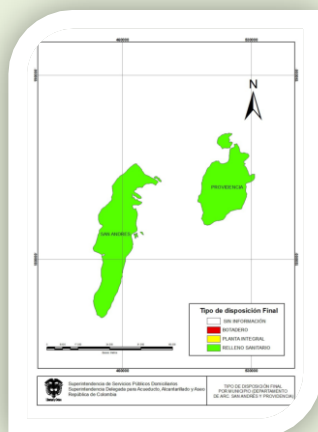 N
PROVIDENCIA
SAN ANDRES
Tipo de disposición Final
SIN INFORMACIÓN
BOTADERO
PLANTA INTEGRAL
RELLENO SANITARIO
Superintendencia de Servicios Públicos Domiciliarios
Superintendencia Delegada para Acueducto, Alcantarillado y Aseo
República de Colombia
TIPO DE DISPOSICIÓN FINAL
POR MUNICIPIO (DEPARTAMENTO
DE ARC. SAN ANDRÉS Y PROVIDENCIA)